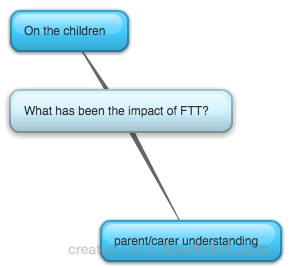 On the children
What has been the impact of FTT?
parent/carer understanding